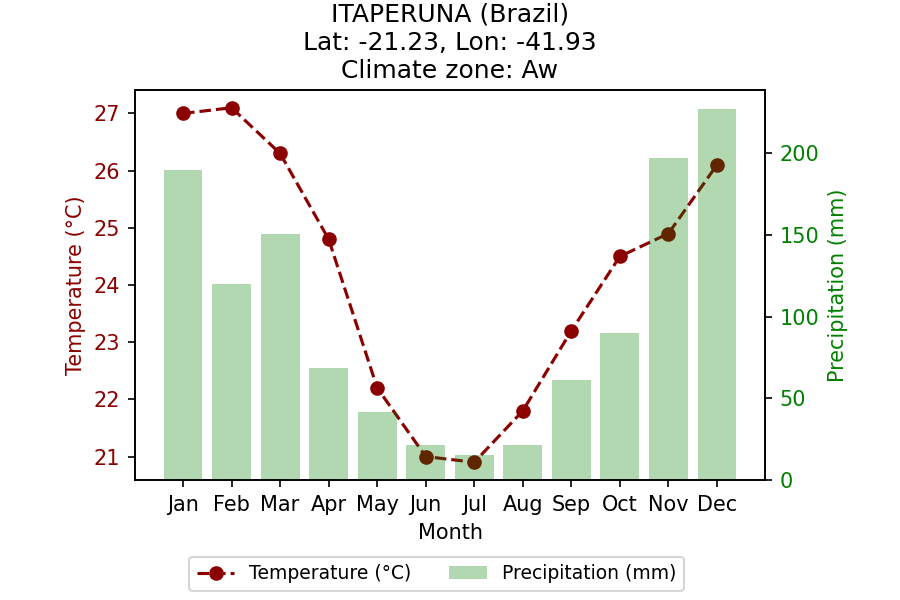 ITAPERUNA (Brazil)
Lat: -21.23, Lon: -41.93
Climate zone: Aw
Temperature (°C)
27
26
25
24
23
22
21
Precipitation (mm)
200
150
100
50
0
Jan Feb Mar Apr May Jun Jul Aug Sep Oct Nov Dec
Month
Temperature (°C) Precipitation (mm)